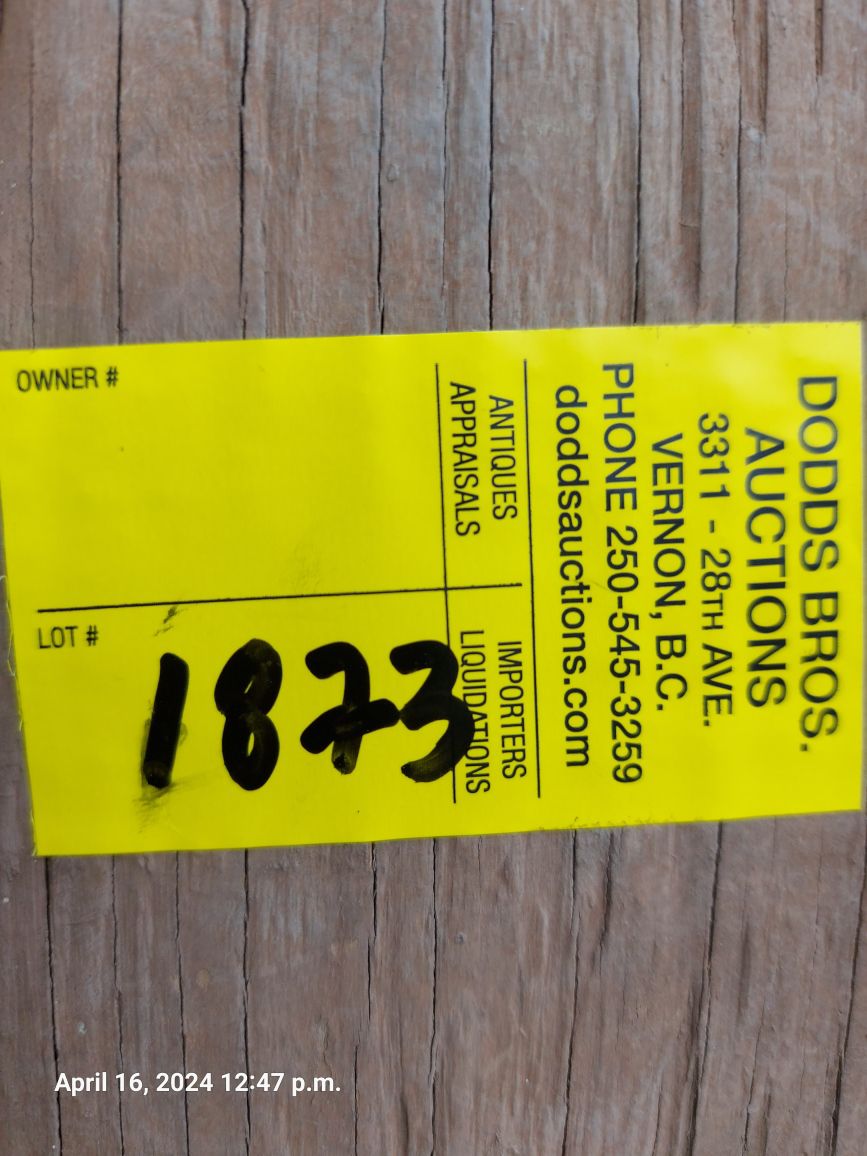 DODDS BROS.
AUCTIONS
3311 - 28TH AVE.
VERNON, B.C.
PHONE 250-545-3259
doddsauctions.com
ANTIQUES
APPRAISALS
IMPORTERS
LIQUIDATIONS
OWNER #
LOT #
1873
April 16, 2024 12:47 p.m.